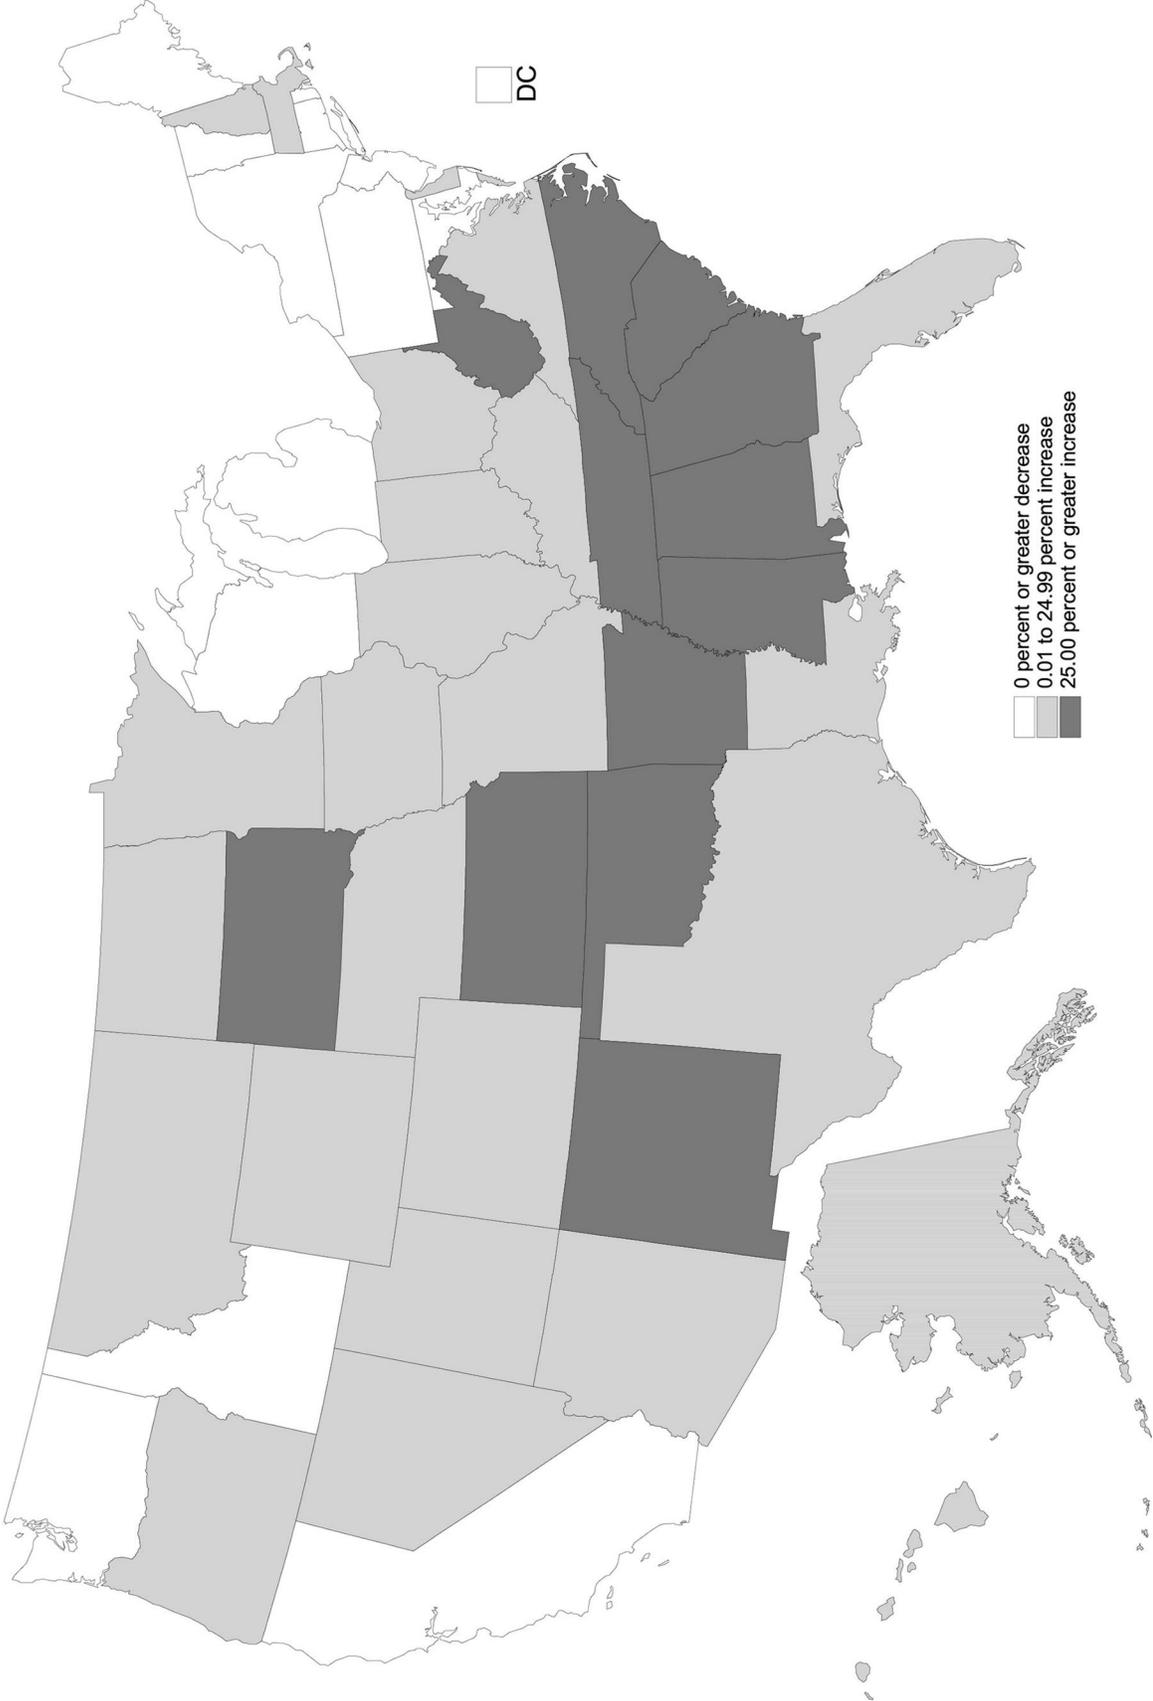 DC
0 percent or greater decrease
0.01 to 24.99 percent increase
25.00 percent or greater increase